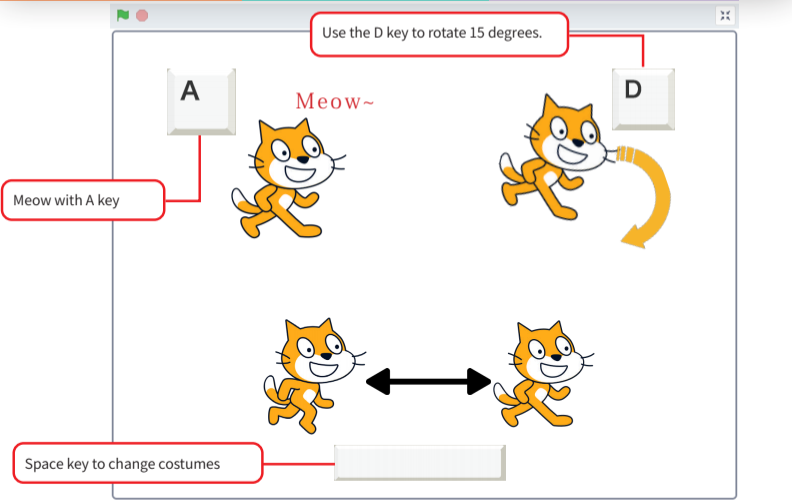 Use the D key to rotate 15 degrees.
A
Meow~
D
Meow with A key
Space key to change costumes